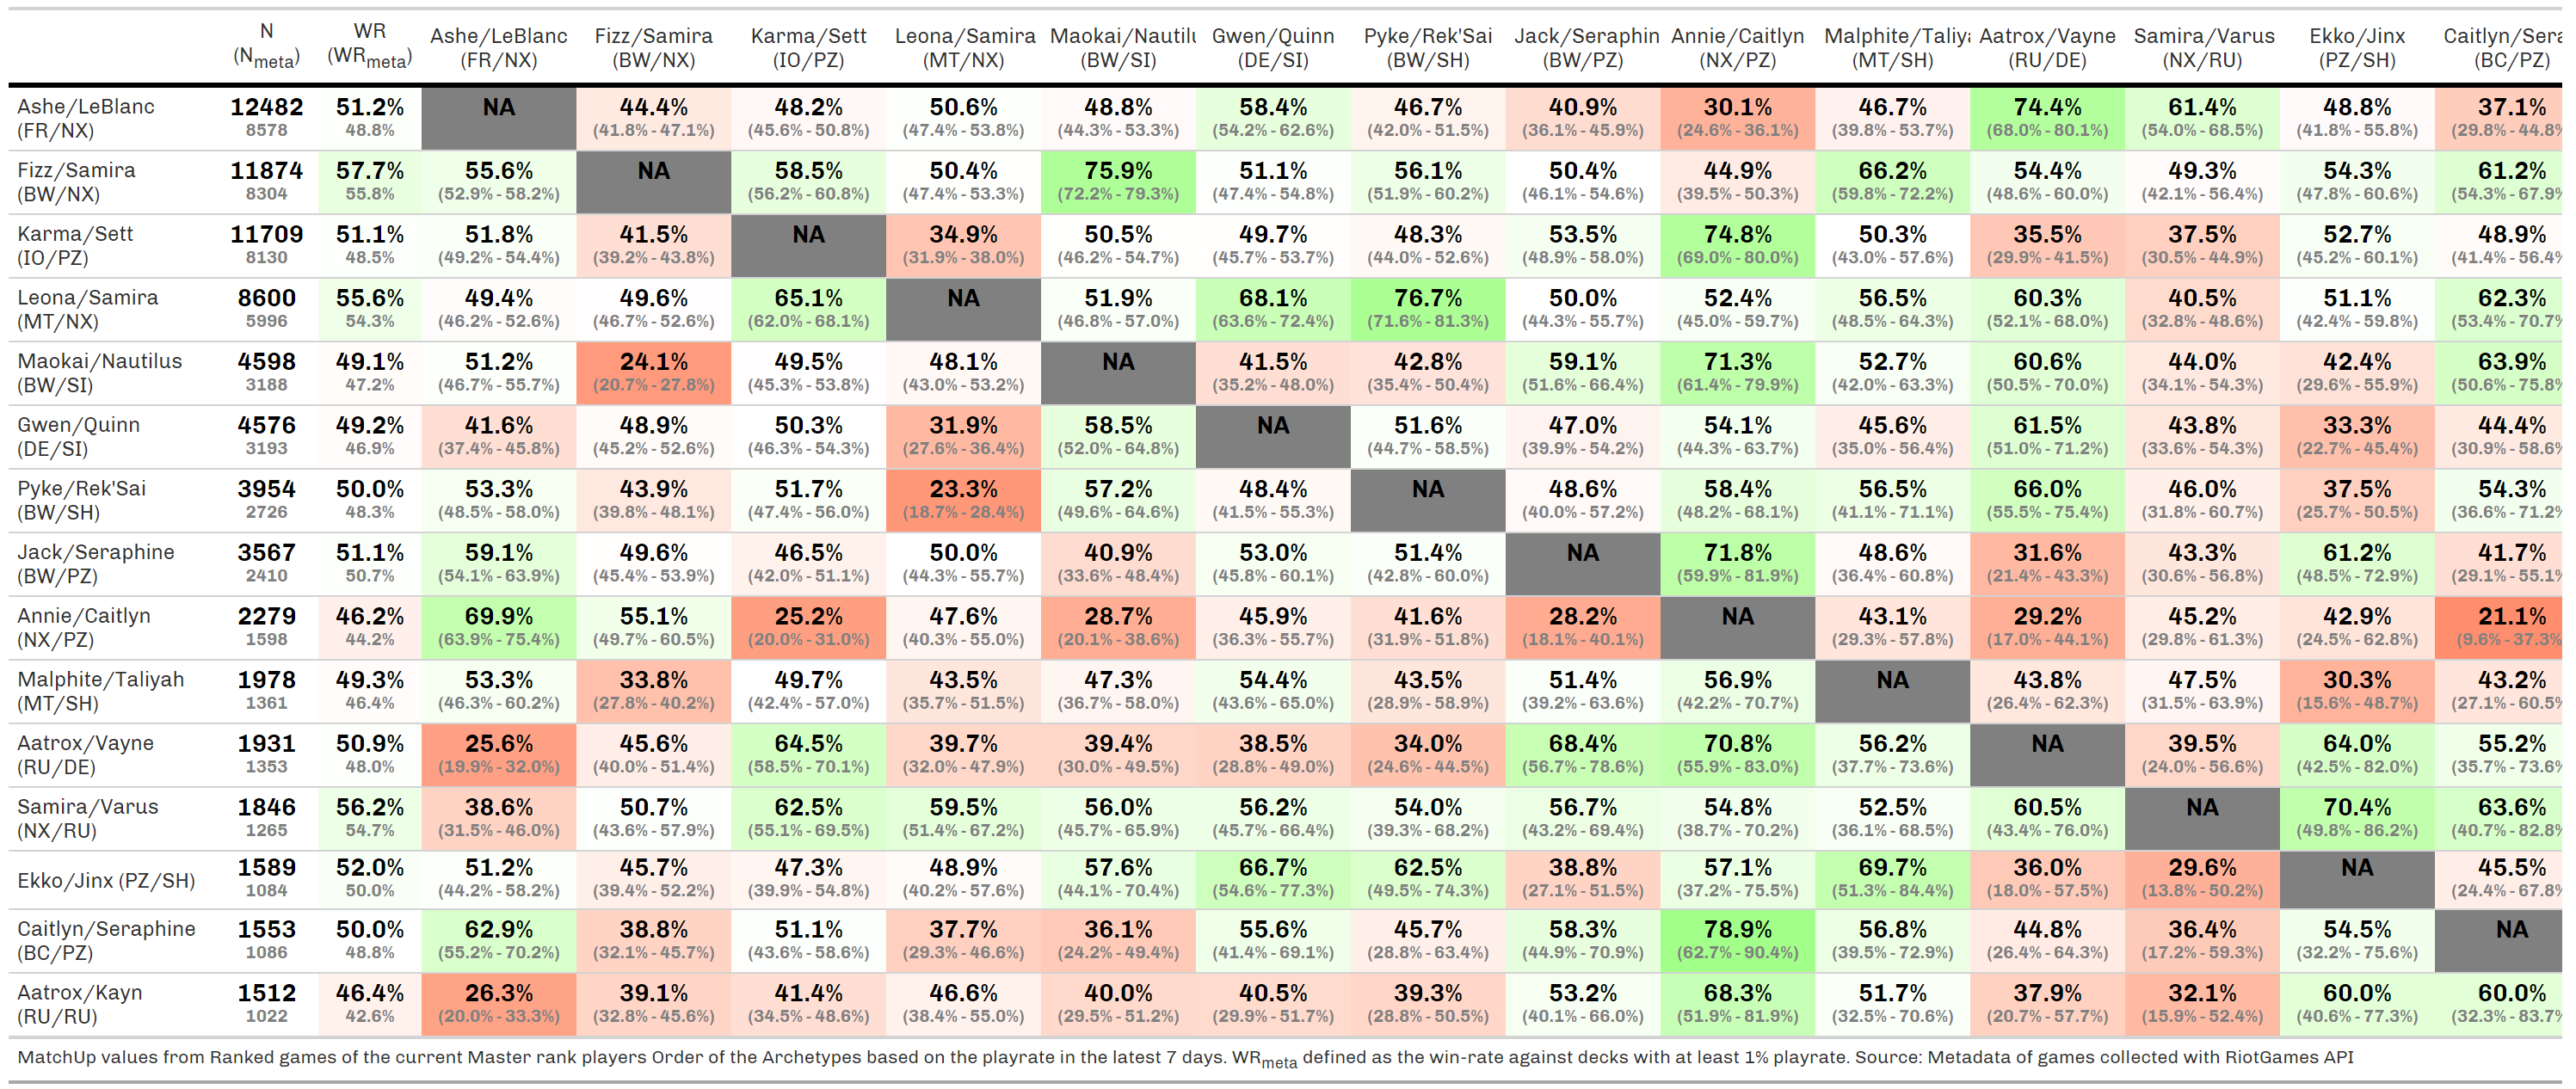 N WR Ashe/LeBlanc Fizz/Samira Karma/Sett Leona/Samira Maokai/Nautilu Gwen/Quinn Pyke/Rek'Sai Jack/Seraphin Annie/Caitlyn Malphite/Taliya Aatrox/Vayne Samira/Varus Ekko/Jinx Caitlyn/Sera
(Nmeta) (WRmeta) (FR/NX) (BW/NX) (IO/PZ) (MT/NX) (BW/SI) (DE/SI) (BW/SH) (BW/PZ) (NX/PZ) (MT/SH) (RU/DE) (NX/RU) (PZ/SH) (BC/PZ)
Ashe/LeBlanc 12482 51.2% NA 44.4% 48.2% 50.6% 48.8% 58.4% 46.7% 40.9% 30.1% 46.7% 74.4% 61.4% 48.8% 37.1%
(FR/NX) 8578 48.8% (41.8% - 47.1%) (45.6% - 50.8%) (47.4% - 53.8%) (44.3% - 53.3%) (54.2% - 62.6%) (42.0% - 51.5%) (36.1% - 45.9%) (24.6% - 36.1%) (39.8% - 53.7%) (68.0% - 80.1%) (54.0% - 68.5%) (41.8% - 55.8%) (29.8% - 44.8%
Fizz/Samira 11874 57.7% 55.6% NA 58.5% 50.4% 75.9% 51.1% 56.1% 50.4% 44.9% 66.2% 54.4% 49.3% 54.3% 61.2%
(BW/NX) 8304 55.8% (52.9% - 58.2%) (56.2% - 60.8%) (47.4% - 53.3%) (72.2% - 79.3%) (47.4% - 54.8%) (51.9% - 60.2%) (46.1% - 54.6%) (39.5% - 50.3%) (59.8% - 72.2%) (48.6% - 60.0%) (42.1% - 56.4%) (47.8% - 60.6%) (54.3% - 67.9%
Karma/Sett 11709 51.1% 51.8% 41.5% NA 34.9% 50.5% 49.7% 48.3% 53.5% 74.8% 50.3% 35.5% 37.5% 52.7% 48.9%
(IO/PZ) 8130 48.5% (49.2% - 54.4%) (39.2% - 43.8%) (31.9% - 38.0%) (46.2% - 54.7%) (45.7% - 53.7%) (44.0% - 52.6%) (48.9% - 58.0%) (69.0% - 80.0%) (43.0% - 57.6%) (29.9% - 41.5%) (30.5% - 44.9%) (45.2% - 60.1%) (41.4% - 56.4%
Leona/Samira 8600 55.6% 49.4% 49.6% 65.1% NA 51.9% 68.1% 76.7% 50.0% 52.4% 56.5% 60.3% 40.5% 51.1% 62.3%
(MT/NX) 5996 54.3% (46.2% - 52.6%) (46.7% - 52.6%) (62.0% - 68.1%) (46.8% - 57.0%) (63.6% - 72.4%) (71.6% - 81.3%) (44.3% - 55.7%) (45.0% - 59.7%) (48.5% - 64.3%) (52.1% - 68.0%) (32.8% - 48.6%) (42.4% - 59.8%) (53.4% - 70.7%
Maokai/Nautilus 4598 49.1% 51.2% 24.1% 49.5% 48.1% NA 41.5% 42.8% 59.1% 71.3% 52.7% 60.6% 44.0% 42.4% 63.9%
(BW/SI) 3188 47.2% (46.7% - 55.7%) (20.7% - 27.8%) (45.3% - 53.8%) (43.0% - 53.2%) (35.2% - 48.0%) (35.4% - 50.4%) (51.6% - 66.4%) (61.4% - 79.9%) (42.0% - 63.3%) (50.5% - 70.0%) (34.1% - 54.3%) (29.6% - 55.9%) (50.6% - 75.8%
Gwen/Quinn 4576 49.2% 41.6% 48.9% 50.3% 31.9% 58.5% NA 51.6% 47.0% 54.1% 45.6% 61.5% 43.8% 33.3% 44.4%
(DE/SI) 3193 46.9% (37.4% - 45.8%) (45.2% - 52.6%) (46.3% - 54.3%) (27.6% - 36.4%) (52.0% - 64.8%) (44.7% - 58.5%) (39.9% - 54.2%) (44.3% - 63.7%) (35.0% - 56.4%) (51.0% - 71.2%) (33.6% - 54.3%) (22.7% - 45.4%) (30.9% - 58.6%
Pyke/Rek'Sai 3954 50.0% 53.3% 43.9% 51.7% 23.3% 57.2% 48.4% NA 48.6% 58.4% 56.5% 66.0% 46.0% 37.5% 54.3%
(BW/SH) 2726 48.3% (48.5% - 58.0%) (39.8% - 48.1%) (47.4% - 56.0%) (18.7% - 28.4%) (49.6% - 64.6%) (41.5% - 55.3%) (40.0% - 57.2%) (48.2% - 68.1%) (41.1% - 71.1%) (55.5% - 75.4%) (31.8% - 60.7%) (25.7% - 50.5%) (36.6% - 71.2%
Jack/Seraphine 3567 51.1% 59.1% 49.6% 46.5% 50.0% 40.9% 53.0% 51.4% NA 71.8% 48.6% 31.6% 43.3% 61.2% 41.7%
(BW/PZ) 2410 50.7% (54.1% - 63.9%) (45.4% - 53.9%) (42.0% - 51.1%) (44.3% - 55.7%) (33.6% - 48.4%) (45.8% - 60.1%) (42.8% - 60.0%) (59.9% - 81.9%) (36.4% - 60.8%) (21.4% - 43.3%) (30.6% - 56.8%) (48.5% - 72.9%) (29.1% - 55.1%
Annie/Caitlyn 2279 46.2% 69.9% 55.1% 25.2% 47.6% 28.7% 45.9% 41.6% 28.2% NA 43.1% 29.2% 45.2% 42.9% 21.1%
(NX/PZ) 1598 44.2% (63.9% - 75.4%) (49.7% - 60.5%) (20.0% - 31.0%) (40.3% - 55.0%) (20.1% - 38.6%) (36.3% - 55.7%) (31.9% - 51.8%) (18.1% - 40.1%) (29.3% - 57.8%) (17.0% - 44.1%) (29.8% - 61.3%) (24.5% - 62.8%) (9.6% - 37.3%
Malphite/Taliyah 1978 49.3% 53.3% 33.8% 49.7% 43.5% 47.3% 54.4% 43.5% 51.4% 56.9% NA 43.8% 47.5% 30.3% 43.2%
(MT/SH) 1361 46.4% (46.3% - 60.2%) (27.8% - 40.2%) (42.4% - 57.0%) (35.7% - 51.5%) (36.7% - 58.0%) (43.6% - 65.0%) (28.9% - 58.9%) (39.2% - 63.6%) (42.2% - 70.7%) (26.4% - 62.3%) (31.5% - 63.9%) (15.6% - 48.7%) (27.1% - 60.5%
Aatrox/Vayne 1931 50.9% 25.6% 45.6% 64.5% 39.7% 39.4% 38.5% 34.0% 68.4% 70.8% 56.2% NA 39.5% 64.0% 55.2%
(RU/DE) 1353 48.0% (19.9% - 32.0%) (40.0% - 51.4%) (58.5% - 70.1%) (32.0% - 47.9%) (30.0% - 49.5%) (28.8% - 49.0%) (24.6% - 44.5%) (56.7% - 78.6%) (55.9% - 83.0%) (37.7% - 73.6%) (24.0% - 56.6%) (42.5% - 82.0%) (35.7% - 73.6%
Samira/Varus 1846 56.2% 38.6% 50.7% 62.5% 59.5% 56.0% 56.2% 54.0% 56.7% 54.8% 52.5% 60.5% NA 70.4% 63.6%
(NX/RU) 1265 54.7% (31.5% - 46.0%) (43.6% - 57.9%) (55.1% - 69.5%) (51.4% - 67.2%) (45.7% - 65.9%) (45.7% - 66.4%) (39.3% - 68.2%) (43.2% - 69.4%) (38.7% - 70.2%) (36.1% - 68.5%) (43.4% - 76.0%) (49.8% - 86.2%) (40.7% - 82.8%
Ekko/Jinx (PZ/SH) 1589 52.0% 51.2% 45.7% 47.3% 48.9% 57.6% 66.7% 62.5% 38.8% 57.1% 69.7% 36.0% 29.6% NA 45.5%
1084 50.0% (44.2% - 58.2%) (39.4% - 52.2%) (39.9% - 54.8%) (40.2% - 57.6%) (44.1% - 70.4%) (54.6% - 77.3%) (49.5% - 74.3%) (27.1% - 51.5%) (37.2% - 75.5%) (51.3% - 84.4%) (18.0% - 57.5%) (13.8% - 50.2%) (24.4% - 67.8%
Caitlyn/Seraphine 1553 50.0% 62.9% 38.8% 51.1% 37.7% 36.1% 55.6% 45.7% 58.3% 78.9% 56.8% 44.8% 36.4% 54.5% NA
(BC/PZ) 1086 48.8% (55.2% - 70.2%) (32.1% - 45.7%) (43.6% - 58.6%) (29.3% - 46.6%) (24.2% - 49.4%) (41.4% - 69.1%) (28.8% - 63.4%) (44.9% - 70.9%) (62.7% - 90.4%) (39.5% - 72.9%) (26.4% - 64.3%) (17.2% - 59.3%) (32.2% - 75.6%)
Aatrox/Kayn 1512 46.4% 26.3% 39.1% 41.4% 46.6% 40.0% 40.5% 39.3% 53.2% 68.3% 51.7% 37.9% 32.1% 60.0% 60.0%
(RU/RU) 1022 42.6% (20.0% - 33.3%) (32.8% - 45.6%) (34.5% - 48.6%) (38.4% - 55.0%) (29.5% - 51.2%) (29.9% - 51.7%) (28.8% - 50.5%) (40.1% - 66.0%) (51.9% - 81.9%) (32.5% - 70.6%) (20.7% - 57.7%) (15.9% - 52.4%) (40.6% - 77.3%) (32.3% - 83.7%
MatchUp values from Ranked games of the current Master rank players Order of the Archetypes based on the playrate in the latest 7 days. WRmeta defined as the win-rate against decks with at least 1% playrate. Source: Metadata of games collected with RiotGames API